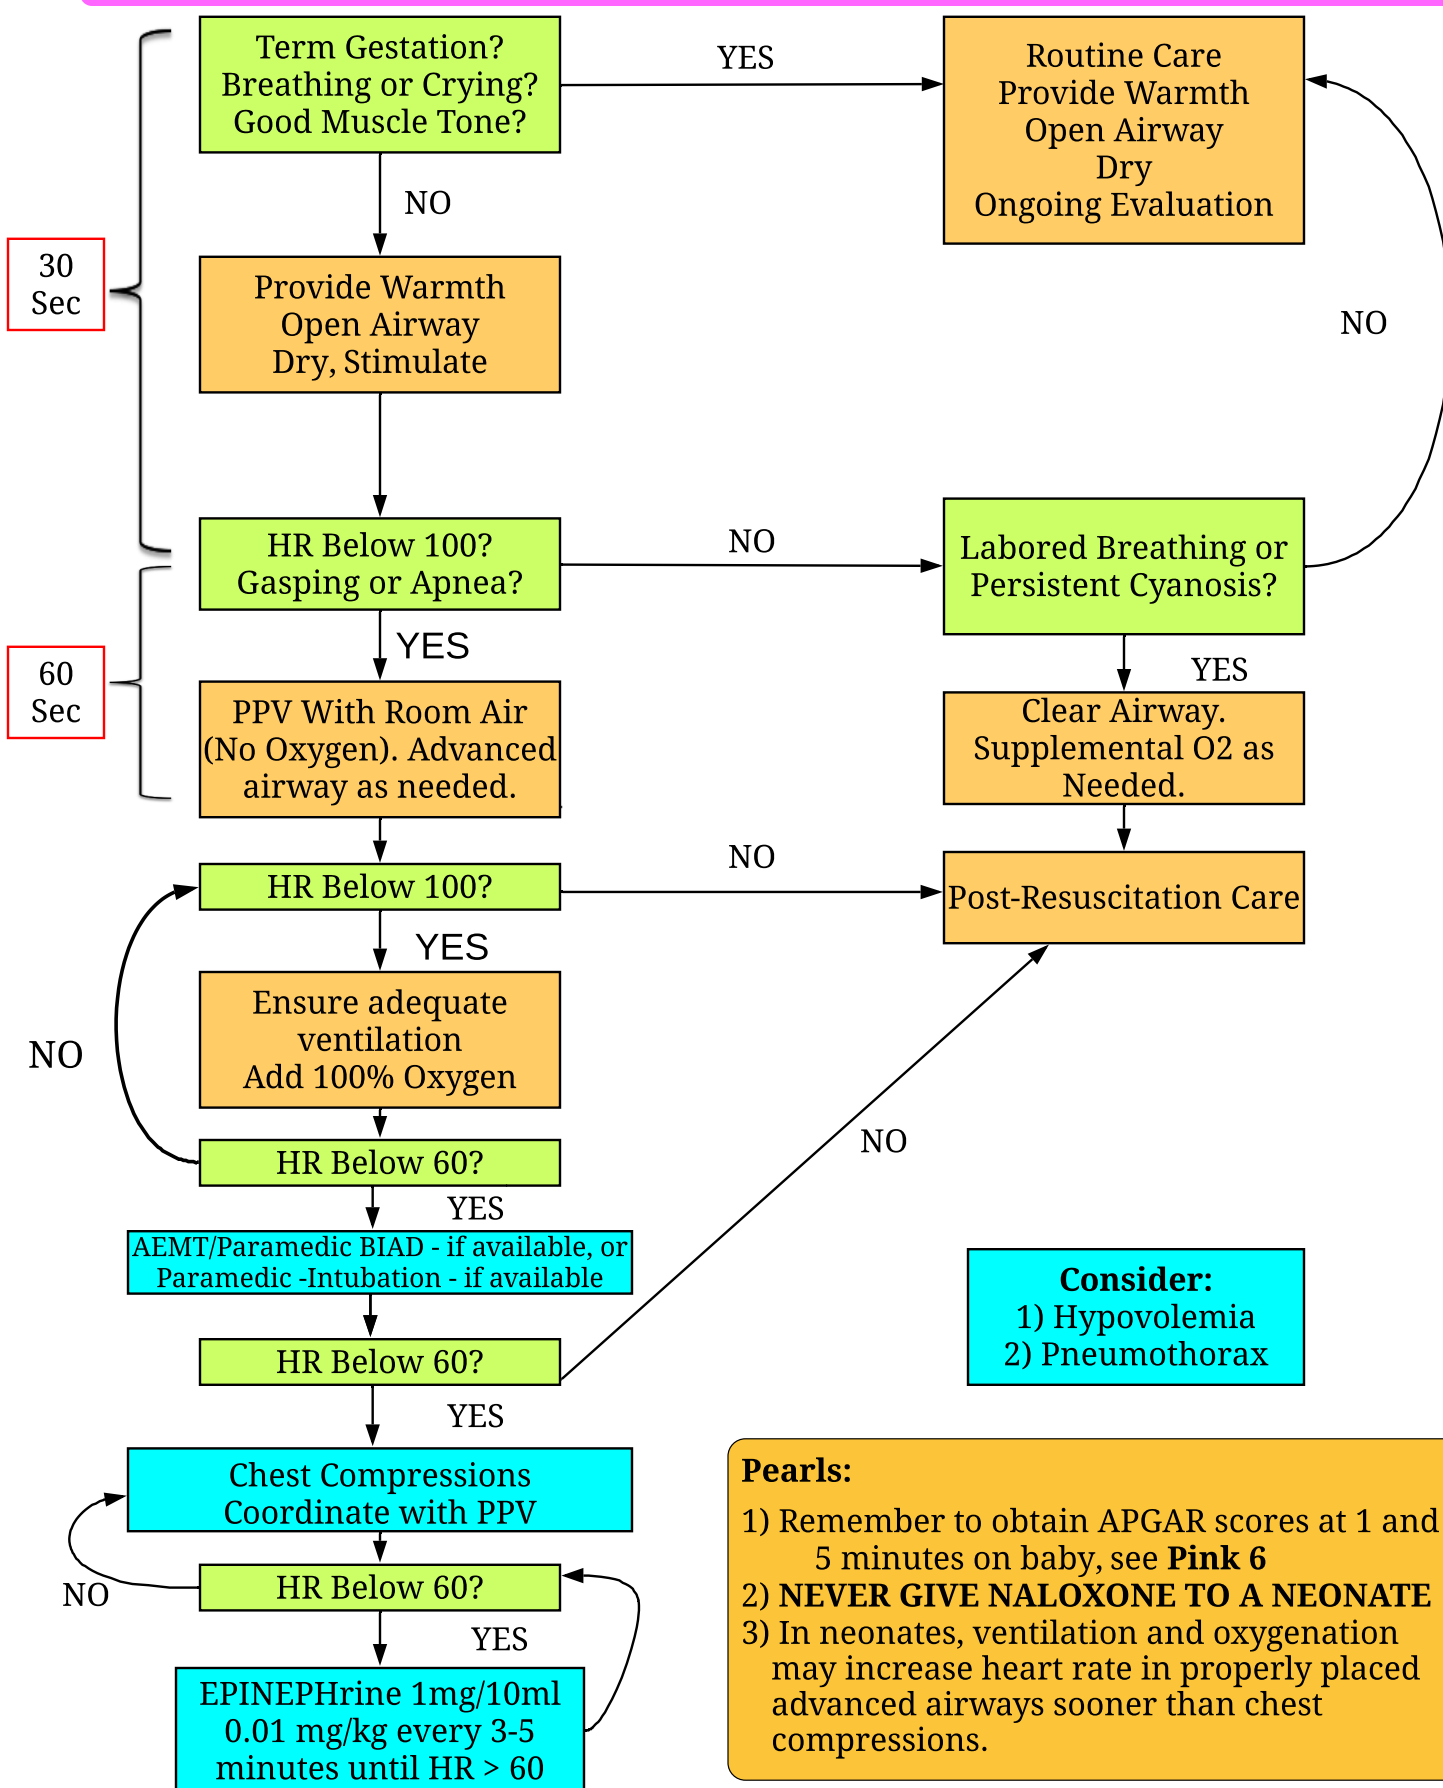 Term Gestation?
Breathing or Crying?
Good Muscle Tone?
YES
Routine Care
Provide Warmth
Open Airway
Dry
Ongoing Evaluation
NO
30
Sec
Provide Warmth
Open Airway
Dry, Stimulate
NO
HR Below 100?
Gasping or Apnea?
NO
Labored Breathing or
Persistent Cyanosis?
YES
YES
60
Sec
PPV With Room Air
(No Oxygen). Advanced
airway as needed.
Clear Airway.
Supplemental O2 as
Needed.
HR Below 100?
NO
Post-Resuscitation Care
YES
Ensure adequate
ventilation
Add 100% Oxygen
NO
HR Below 60?
NO
YES
AEMT/Paramedic BIAD - if available, or
Paramedic -Intubation - if available
HR Below 60?
YES
Consider:
1) Hypovolemia
2) Pneumothorax
Chest Compressions
Coordinate with PPV
HR Below 60?
NO
YES
EPINEPHrine 1mg/10ml
0.01 mg/kg every 3-5
minutes until HR > 60
Pearls:
1) Remember to obtain APGAR scores at 1 and
5 minutes on baby, see Pink 6
2) NEVER GIVE NALOXONE TO A NEONATE
3) In neonates, ventilation and oxygenation
may increase heart rate in properly placed
advanced airways sooner than chest
compressions.